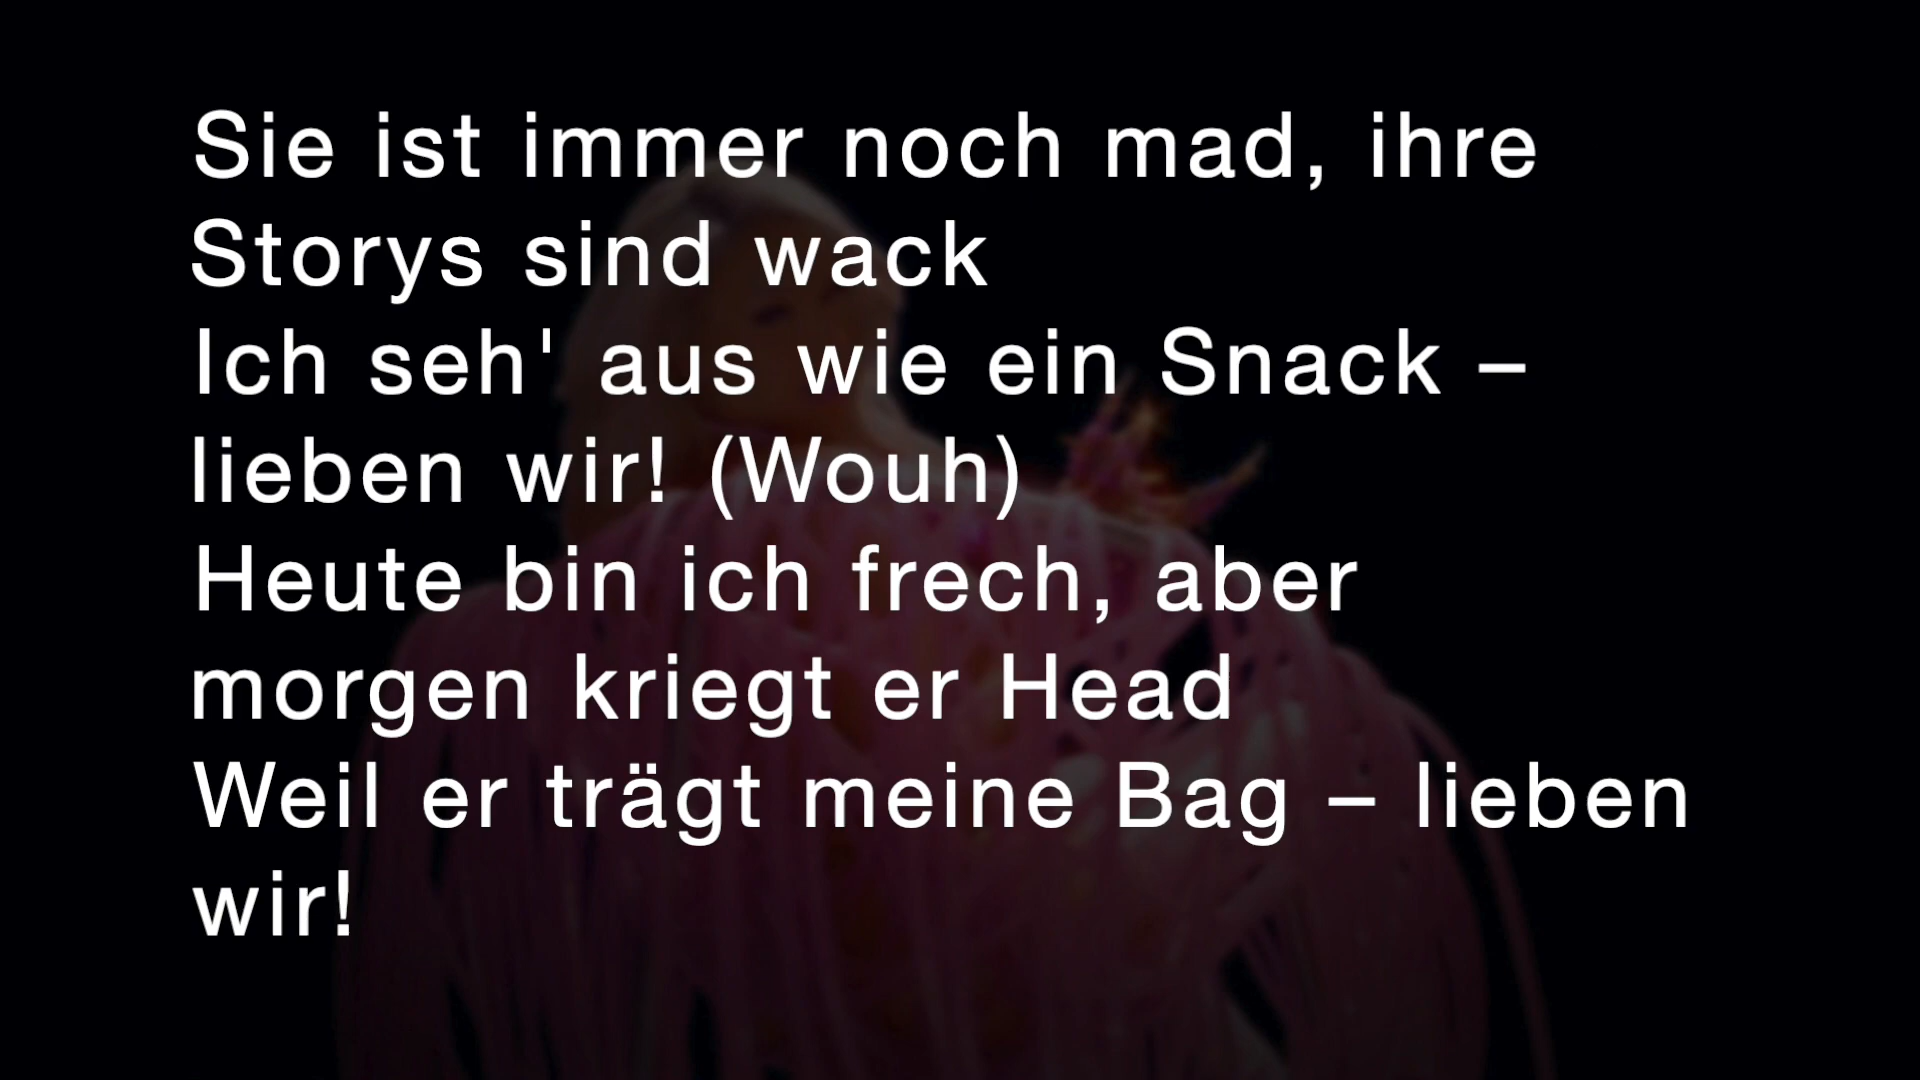 Sie ist immer noch mad, ihre
Storys sind wack
Ich seh' aus wie ein Snack –
lieben wir! (Wouh)
Heute bin ich frech, aber
morgen kriegt er Head
Weil er trägt meine Bag – lieben
wir!